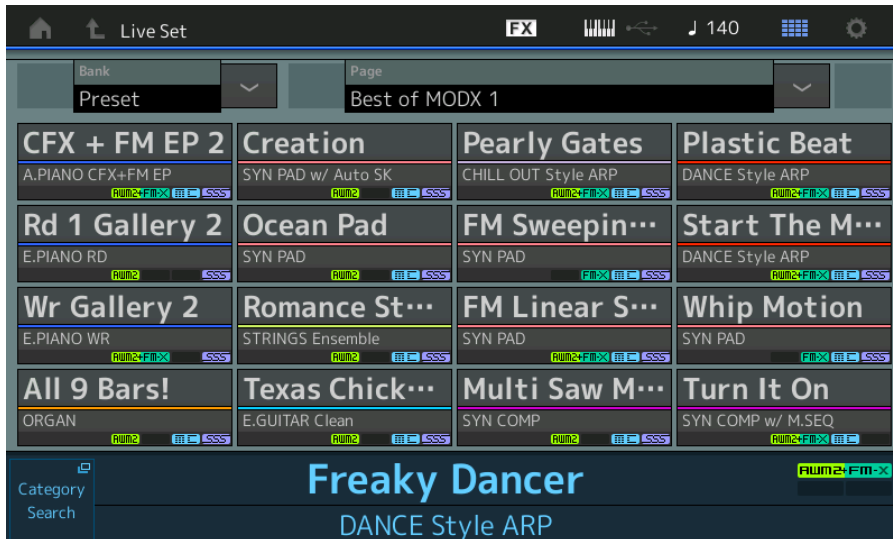 Live Set
FX
♩ 140
Bank
Preset
Page
Best of MODX 1
CFX + FM EP 2
A.PIANO CFX+FM EP
AWM2+FM-X SSS
Creation
SYN PAD w/ Auto SK
AWM2 SSS
Pearly Gates
CHILL OUT Style ARP
AWM2+FM-X SSS
Plastic Beat
DANCE Style ARP
AWM2+FM-X SSS
Rd 1 Gallery 2
E.PIANO RD
AWM2 SSS
Ocean Pad
SYN PAD
AWM2 SSS
FM Sweepin···
SYN PAD
FM-X SSS
Start The M···
DANCE Style ARP
AWM2+FM-X SSS
Wr Gallery 2
E.PIANO WR
AWM2+FM-X SSS
Romance St···
STRINGS Ensemble
AWM2 SSS
FM Linear S···
SYN PAD
AWM2+FM-X SSS
Whip Motion
SYN PAD
FM-X SSS
All 9 Bars!
ORGAN
AWM2 SSS
Texas Chick···
E.GUITAR Clean
AWM2 SSS
Multi Saw M···
SYN COMP
AWM2 SSS
Turn It On
SYN COMP w/ M.SEQ
AWM2+FM-X
Category
Search
Freaky Dancer
AWM2+FM-X
DANCE Style ARP